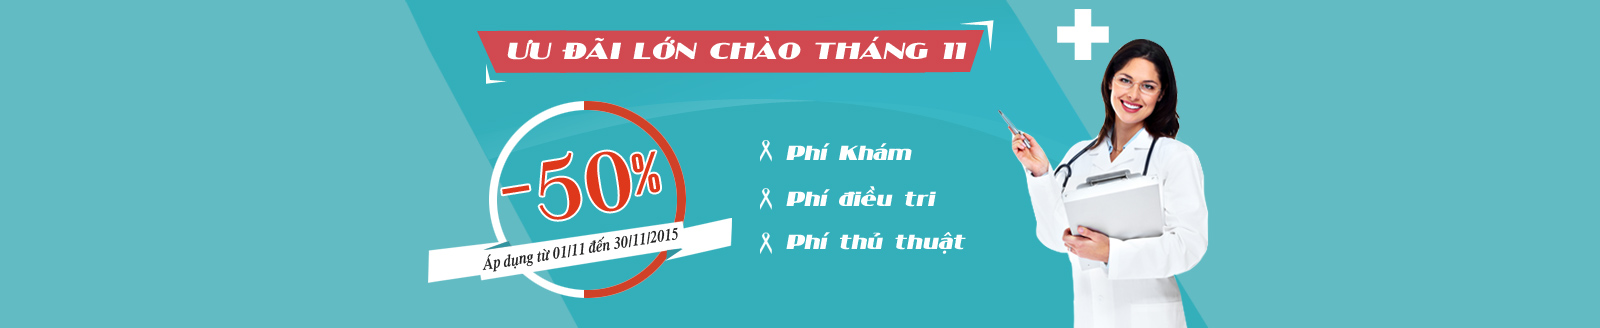 ƯU ĐÃI LỚN CHÀO THÁNG 11
-50%
Áp dụng từ 01/11 đến 30/11/2015
Phí Khám
Phí điều tri
Phí thủ thuật